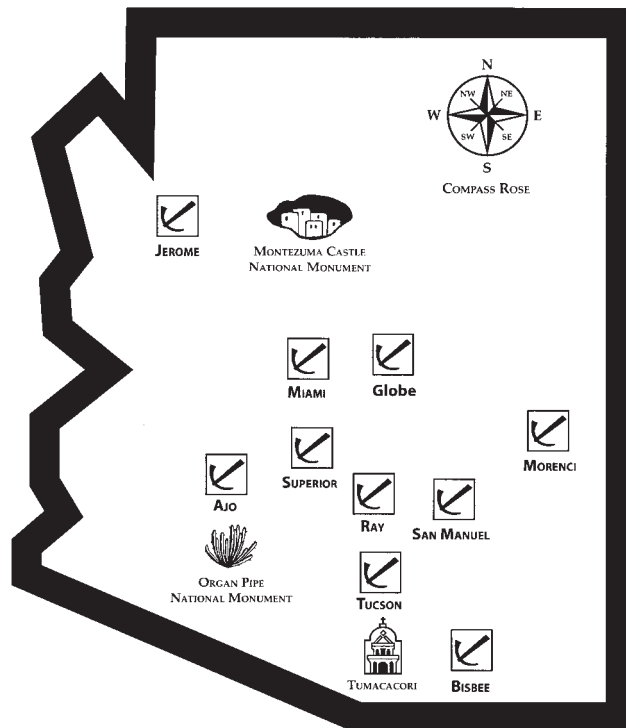 N
NW NE
W E
SW SE
S
COMPASS ROSE
JEROME
MONTEZUMA CASTLE
NATIONAL MONUMENT
MIAMI
Globe
MORENCI
SUPERIOR
AJO
RAY
SAN MANUEL
ORGAN PIPE
NATIONAL MONUMENT
TUCSON
TUMACACORI
BISBEE